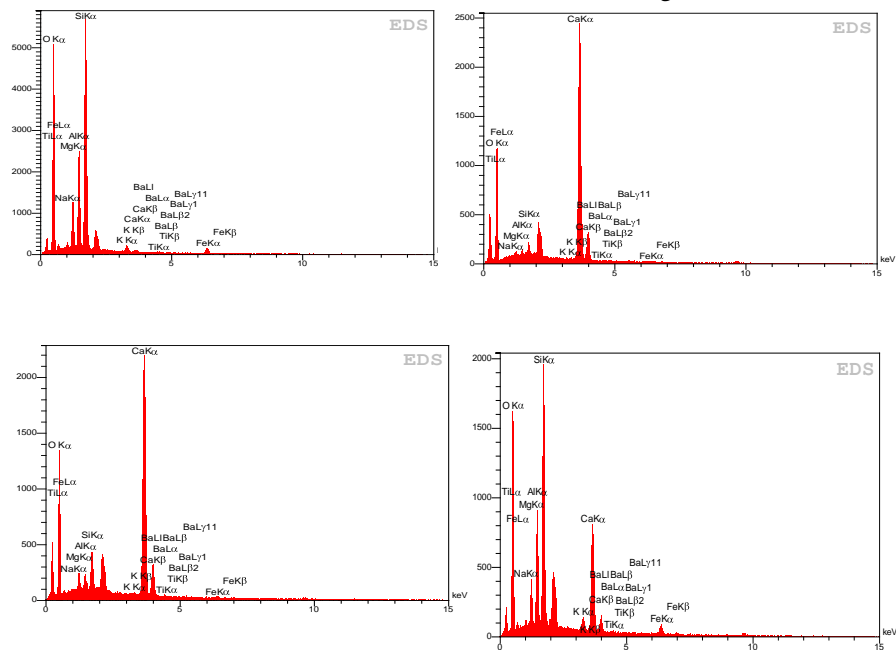 SiKα
EDS
5000
O Kα
4000
3000
FeLα
TiLα AlKα
MgKα
2000
NaKα
BaLl
BaLα BaLγ11
CaKβ BaLγ1
1000
CaKα BaLβ2
K Kβ BaLβ FeKβ
K Kα TiKβ FeKα
TiKα
0
0 5 10 15
CaKα
2500
EDS
2000
1500
FeLα
O Kα
1000
TiLα
BaLγ11
SiKα BaLlBaLβ
500
AlKα BaLα
CaKβ BaLγ1
MgKα BaLβ2
K Kβ TiKβ FeKβ
NaKα K Kα TiKα FeKα
0
0 5 10 15 keV
CaKα
EDS
2000
1500
O Kα
1000
FeLα
TiLα
BaLγ11
SiKα BaLlBaLβ
500
AlKα BaLα
MgKα CaKβ BaLγ1
NaKα BaLβ2
K Kβ TiKβ FeKβ
K Kα TiKα FeKα
0
0 5 10 15
2000
SiKα
EDS
O Kα
1500
TiLα AlKα
1000
MgKα
FeLα CaKα
BaLγ11
NaKα BaLlBaLβ
500
BaLαBaLγ1
CaKβ BaLβ2
K Kα TiKβ FeKβ
K Kβ TiKα FeKα
0
0 5 10 15 keV